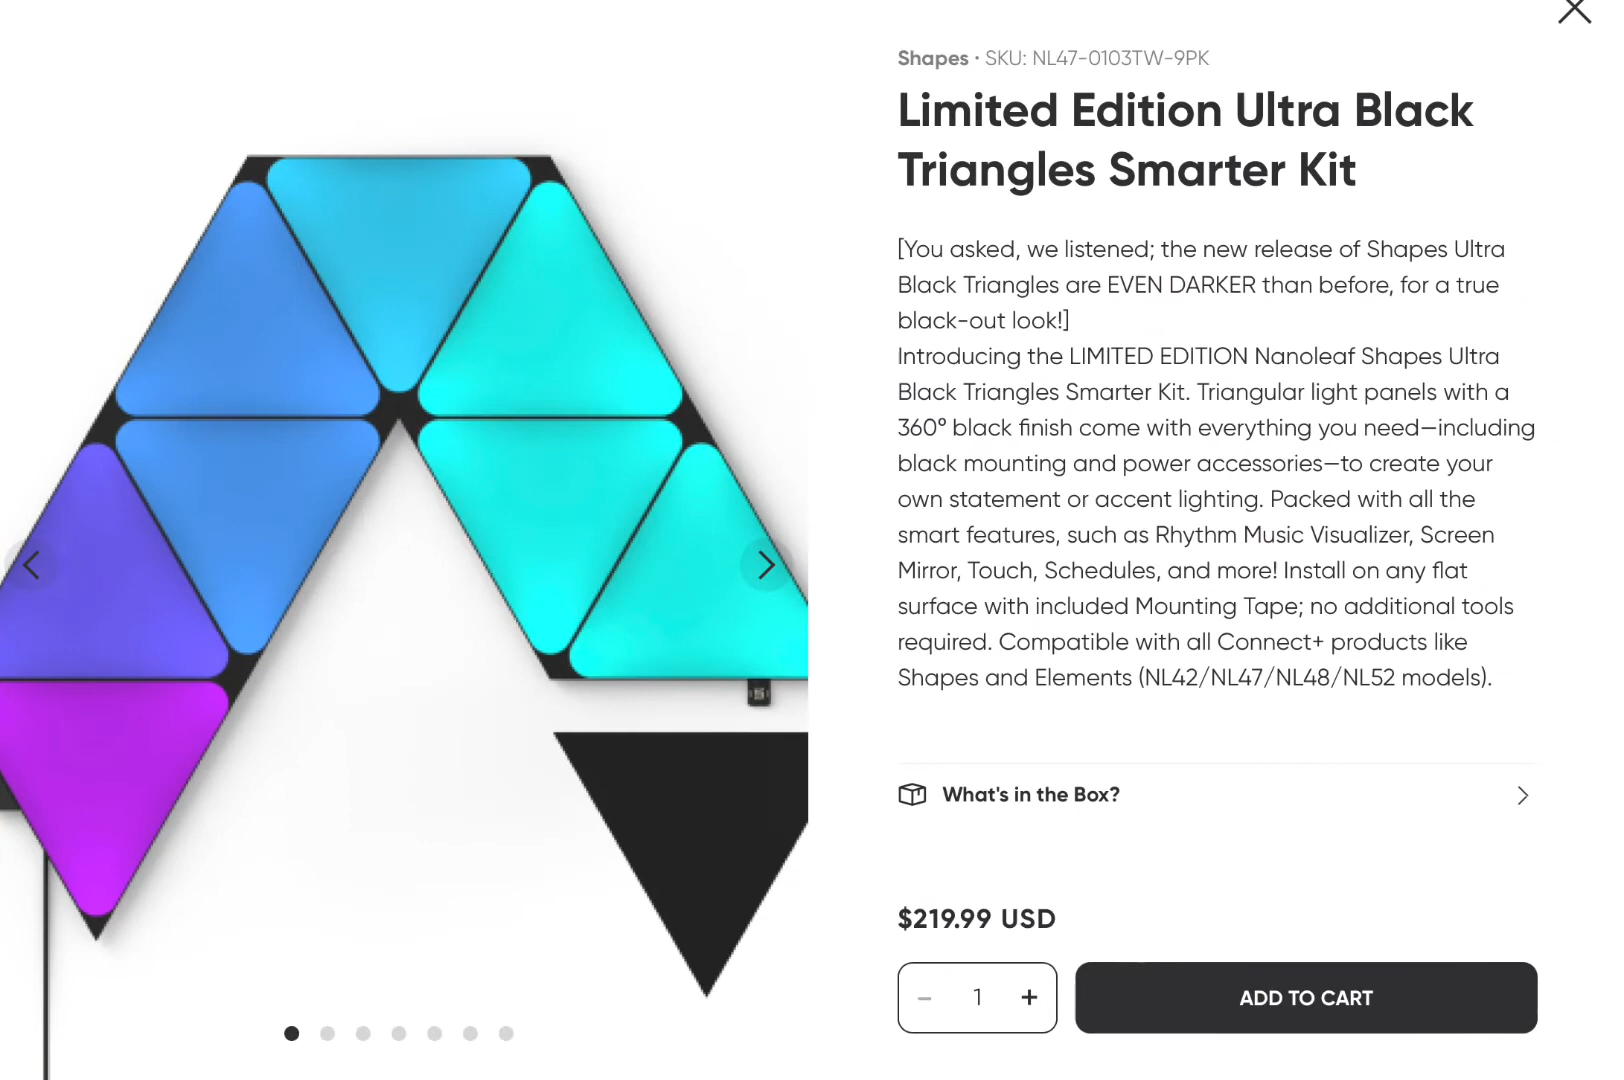 Shapes · SKU: NL47-0103TW-9PK
Limited Edition Ultra Black
Triangles Smarter Kit
[You asked, we listened; the new release of Shapes Ultra
Black Triangles are EVEN DARKER than before, for a true
black-out look!]
Introducing the LIMITED EDITION Nanoleaf Shapes Ultra
Black Triangles Smarter Kit. Triangular light panels with a
360° black finish come with everything you need—including
black mounting and power accessories—to create your
own statement or accent lighting. Packed with all the
smart features, such as Rhythm Music Visualizer, Screen
Mirror, Touch, Schedules, and more! Install on any flat
surface with included Mounting Tape; no additional tools
required. Compatible with all Connect+ products like
Shapes and Elements (NL42/NL47/NL48/NL52 models).
What's in the Box?
$219.99 USD
− 1 + ADD TO CART